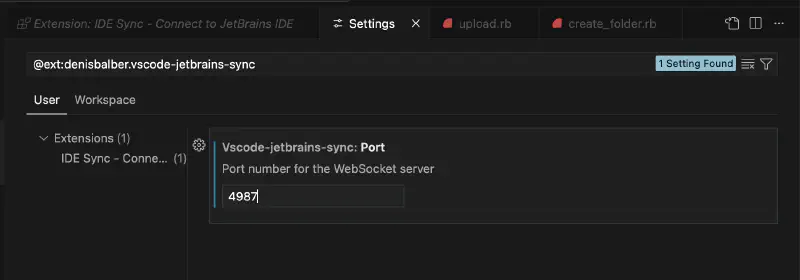 Extension: IDE Sync - Connect to JetBrains IDE
Settings
upload.rb
create_folder.rb
@ext:denisbalber.vscode-jetbrains-sync
1 Setting Found
User
Workspace
Extensions (1)
IDE Sync - Conne... (1)
Vscode-jetbrains-sync: Port
Port number for the WebSocket server
4987